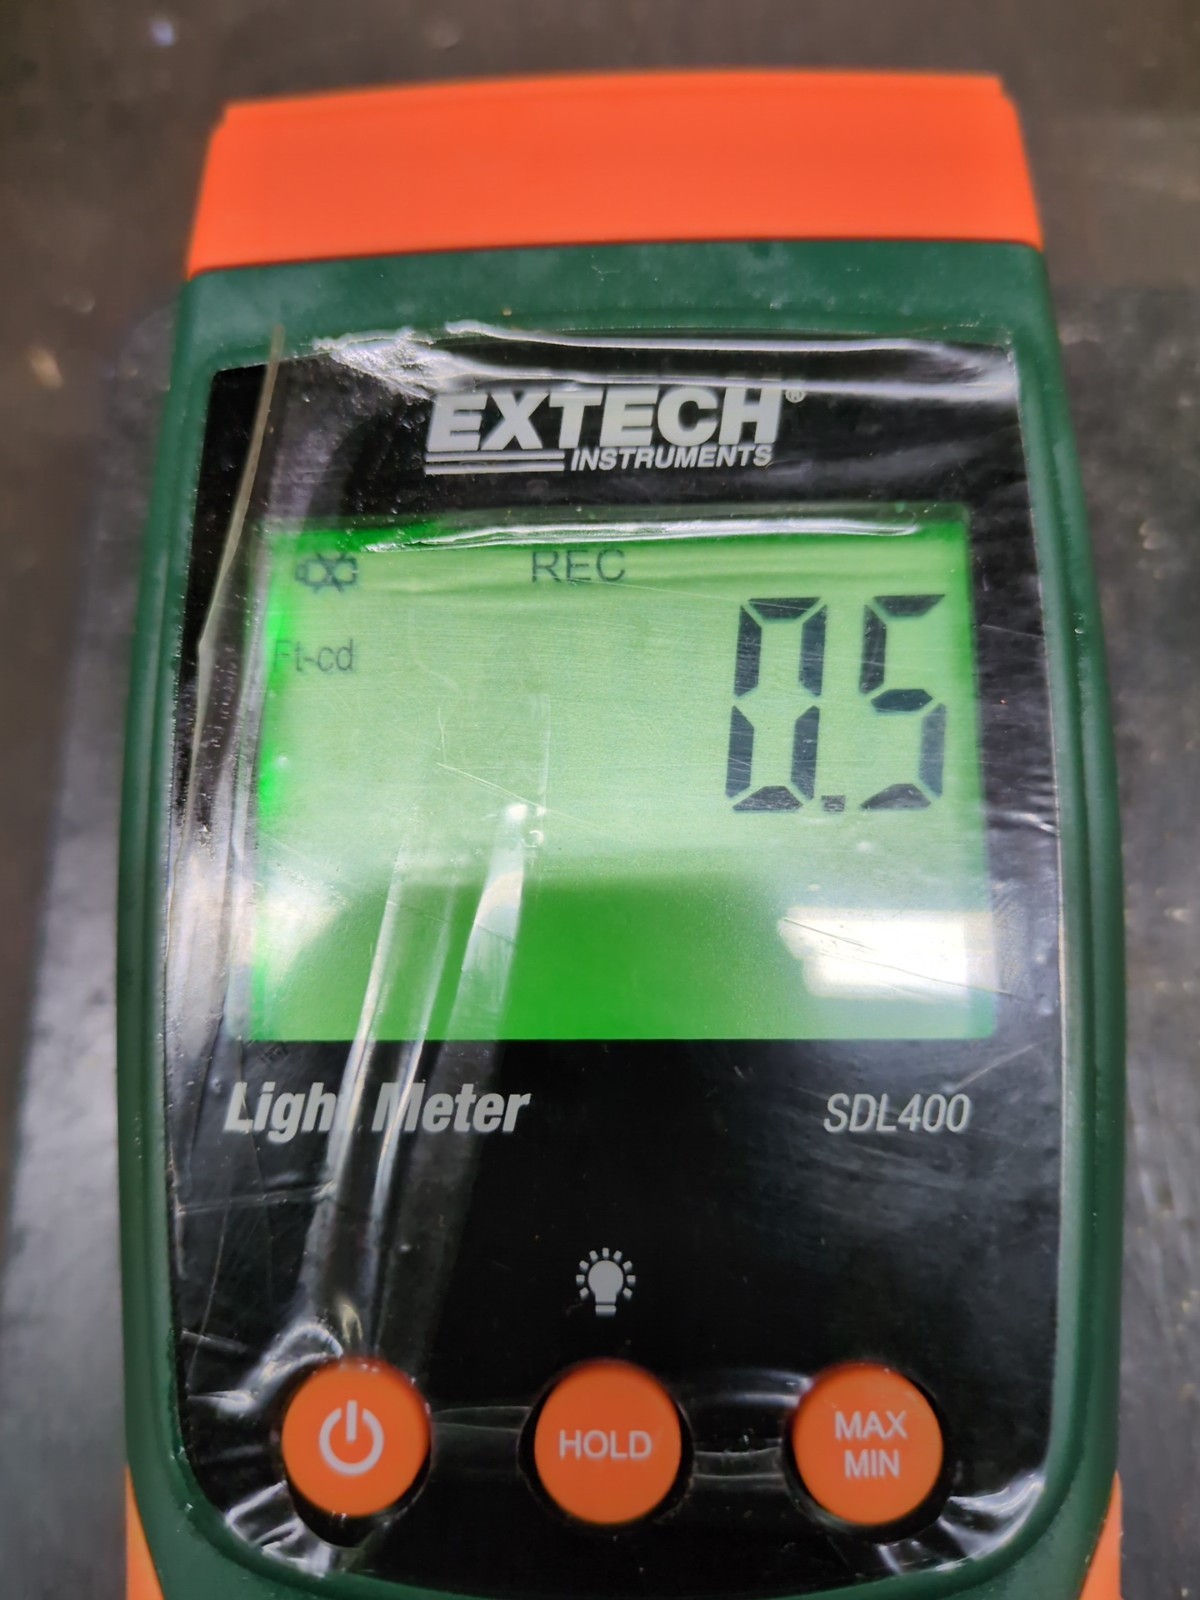 EXTECH®
INSTRUMENTS
REC
0.5
Ft-cd
Light Meter
SDL400
HOLD
MAX
MIN